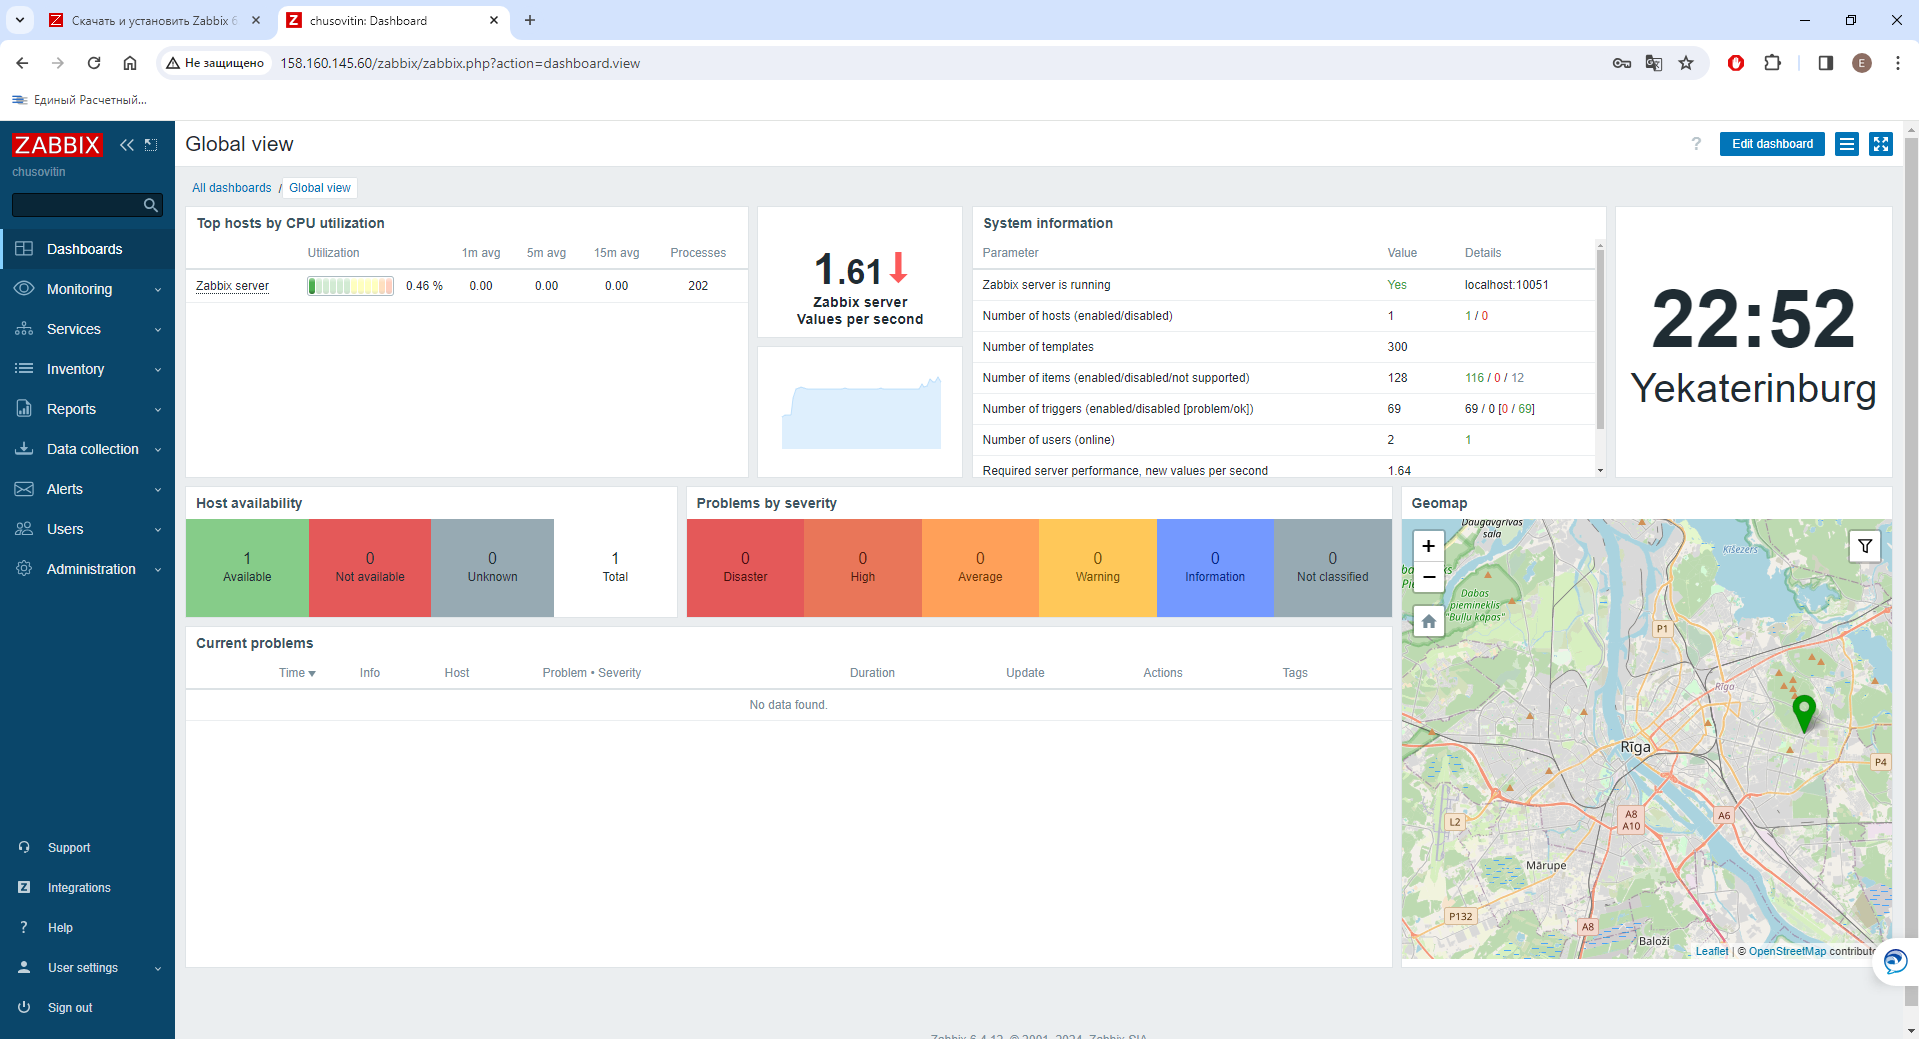 Скачать и установить Zabbix 6
chusovitin: Dashboard
Не защищено
158.160.145.60/zabbix/zabbix.php?action=dashboard.view
E
Единый Расчетный...
ZABBIX
chusovitin
Dashboards
Monitoring
Services
Inventory
Reports
Data collection
Alerts
Users
Administration
Support
Integrations
Help
User settings
Sign out
Global view
? Edit dashboard
All dashboards / Global view
Top hosts by CPU utilization
Utilization 1m avg 5m avg 15m avg Processes
Zabbix server 0.46 % 0.00 0.00 0.00 202
1.61
Zabbix server
Values per second
System information
Parameter Value Details
Zabbix server is running Yes localhost:10051
Number of hosts (enabled/disabled) 1 1 / 0
Number of templates 300
Number of items (enabled/disabled/not supported) 128 116 / 0 / 12
Number of triggers (enabled/disabled [problem/ok]) 69 69 / 0 [0 / 69]
Number of users (online) 2 1
Required server performance, new values per second 1.64
22:52
Yekaterinburg
Host availability
1 0 0 1
Available Not available Unknown Total
Problems by severity
0 0 0 0 0 0
Disaster High Average Warning Information Not classified
Current problems
Time Info Host Problem • Severity Duration Update Actions Tags
No data found.
Geomap
+
−
Daugavgrīvas
sala
Ķīšezers
Dabas
piemineklis
"Buļļu kāpas"
P1
Rīga
Rīga
P4
L2
A8
A10
A6
Mārupe
P132
A8
Baloži
Leaflet | © OpenStreetMap contribut
Zabbix 6.4.12. © 2001–2024, Zabbix SIA